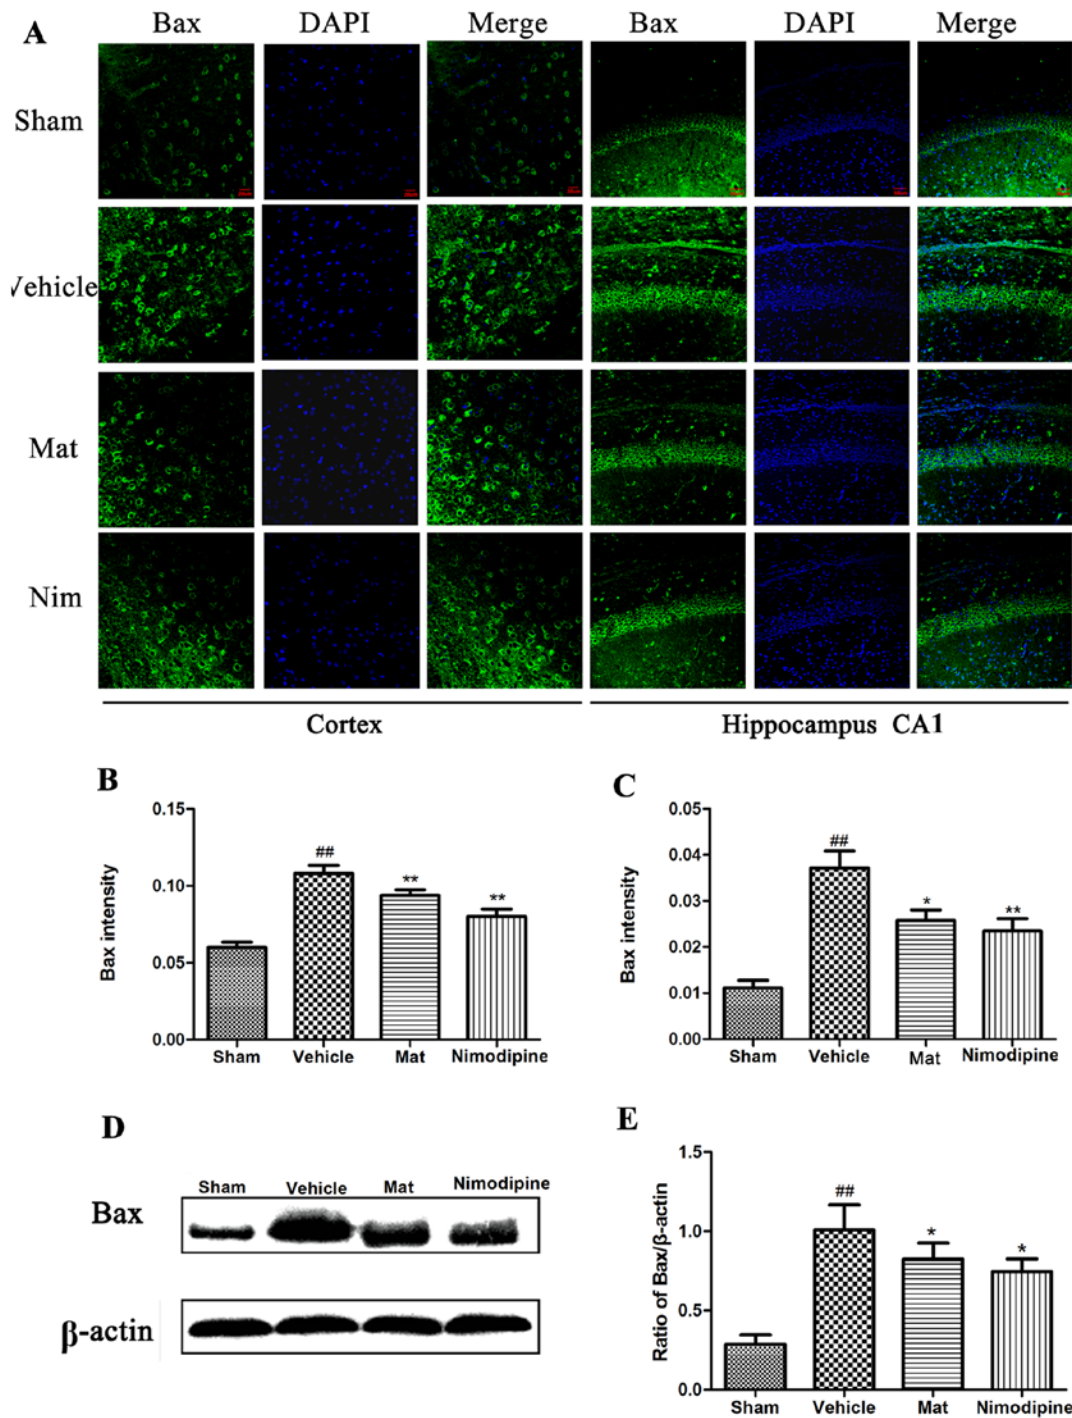 A
Bax DAPI Merge Bax DAPI Merge
Sham
Vehicle
Mat
Nim
Cortex
Hippocampus CA1
B
Bax intensity
0.15
0.10
0.05
0.00
##
**
**
Sham Vehicle Mat Nimodipine
C
Bax intensity
0.05
0.04
0.03
0.02
0.01
0.00
##
*
**
Sham Vehicle Mat Nimodipine
D
Sham Vehicle Mat Nimodipine
Bax
β-actin
E
Ratio of Bax/β-actin
1.5
1.0
0.5
0.0
##
*
*
Sham Vehicle Mat Nimodipine